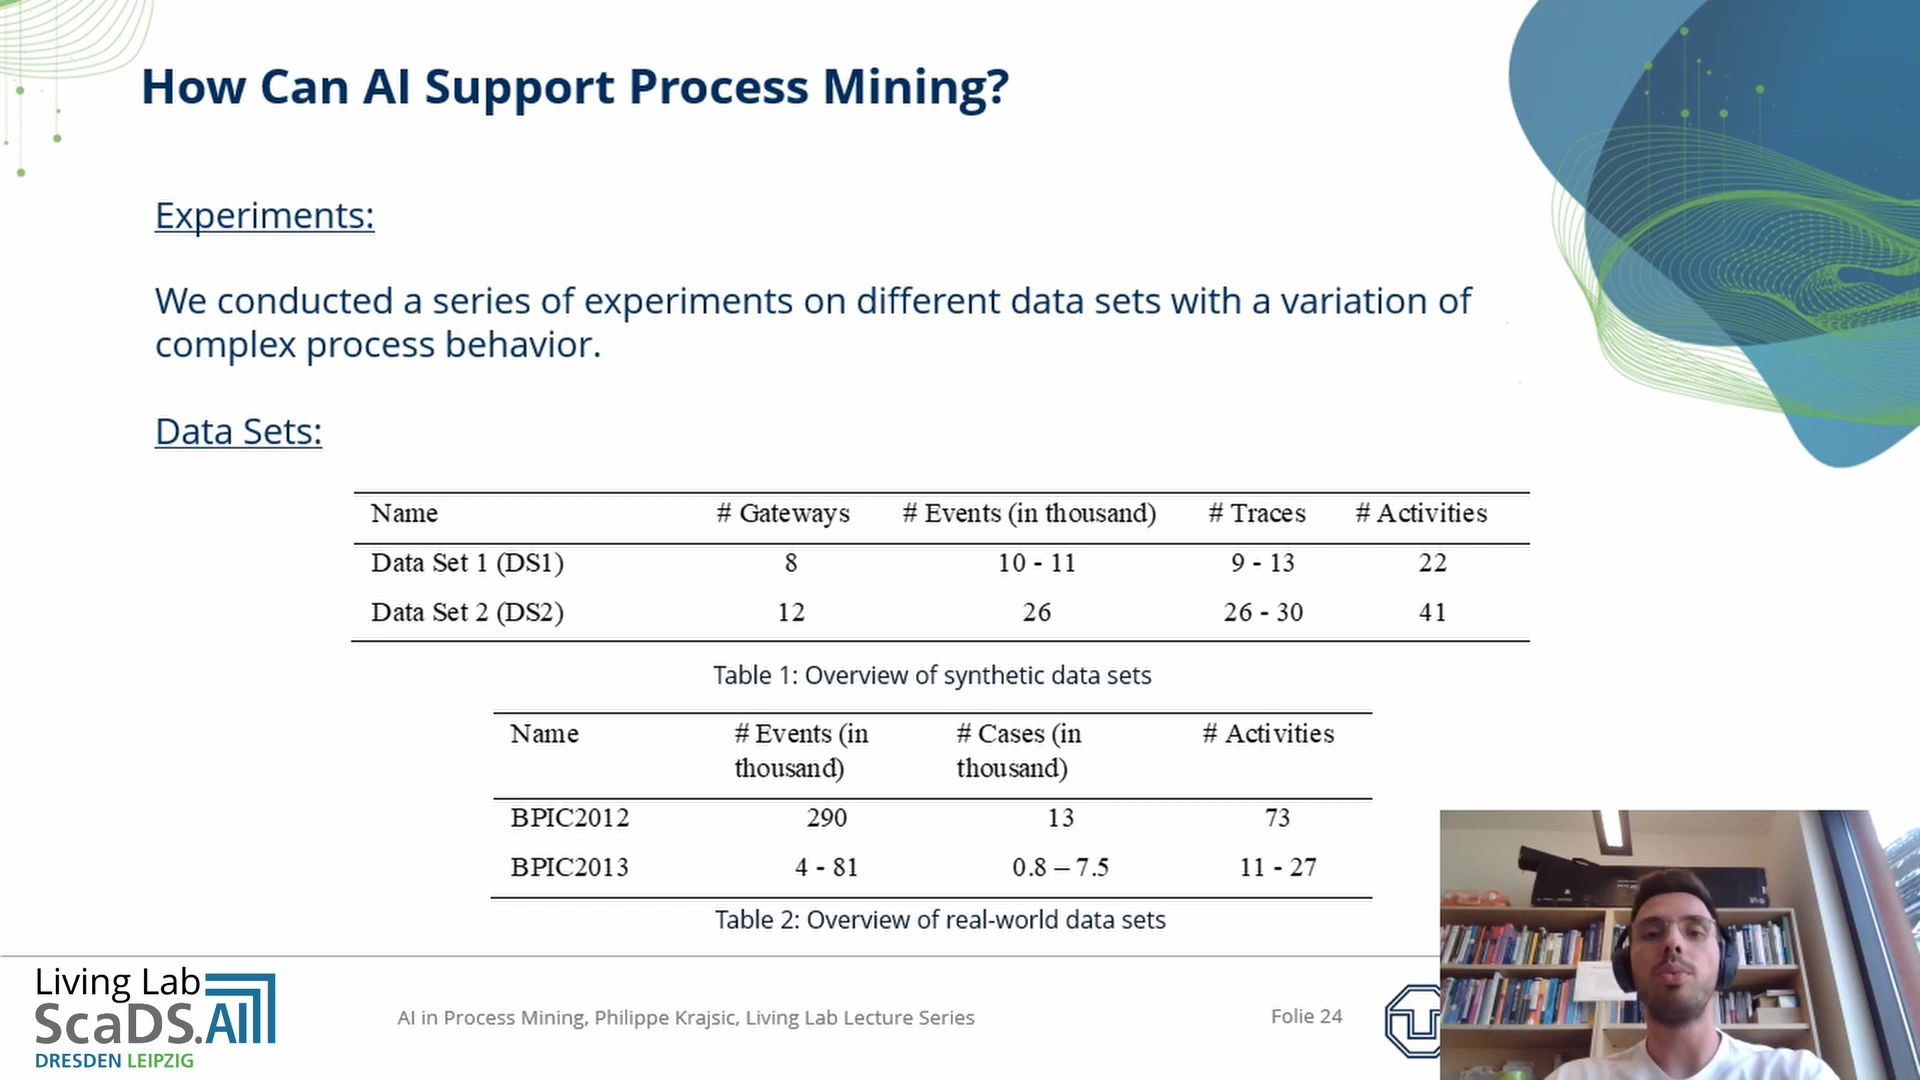 How Can AI Support Process Mining?
Experiments:
We conducted a series of experiments on different data sets with a variation of
complex process behavior.
Data Sets:
Name # Gateways # Events (in thousand) # Traces # Activities
Data Set 1 (DS1) 8 10 - 11 9 - 13 22
Data Set 2 (DS2) 12 26 26 - 30 41
Table 1: Overview of synthetic data sets
Name # Events (in thousand) # Cases (in thousand) # Activities
BPIC2012 290 13 73
BPIC2013 4 - 81 0.8 – 7.5 11 - 27
Table 2: Overview of real-world data sets
Living Lab
ScaDS.AI
DRESDEN LEIPZIG
AI in Process Mining, Philippe Krajsic, Living Lab Lecture Series
Folie 24